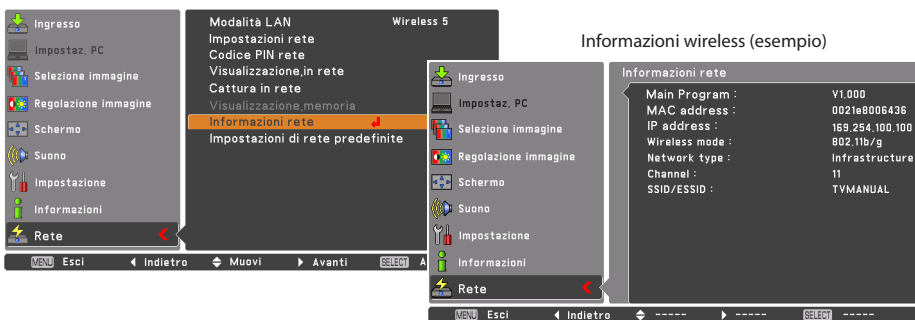 Ingresso
Impostaz. PC
Selezione immagine
Regolazione immagine
Schermo
Suono
Impostazione
Informazioni
Rete
Modalità LAN Wireless 5
Impostazioni rete
Codice PIN rete
Visualizzazione,in rete
Cattura in rete
Visualizzazione,memoria
Informazioni rete
Impostazioni di rete predefinite
MENU Esci Indietro Muovi Avanti SELECT A
Informazioni wireless (esempio)
Ingresso
Impostaz. PC
Selezione immagine
Regolazione immagine
Schermo
Suono
Impostazione
Informazioni
Rete
Informazioni rete
Main Program : V1,000
MAC address : 0021e8006436
IP address : 169,254,100,100
Wireless mode : 802,11b/g
Network type : Infrastructure
Channel : 11
SSID/ESSID : TVMANUAL
MENU Esci Indietro ----- ----- SELECT -----